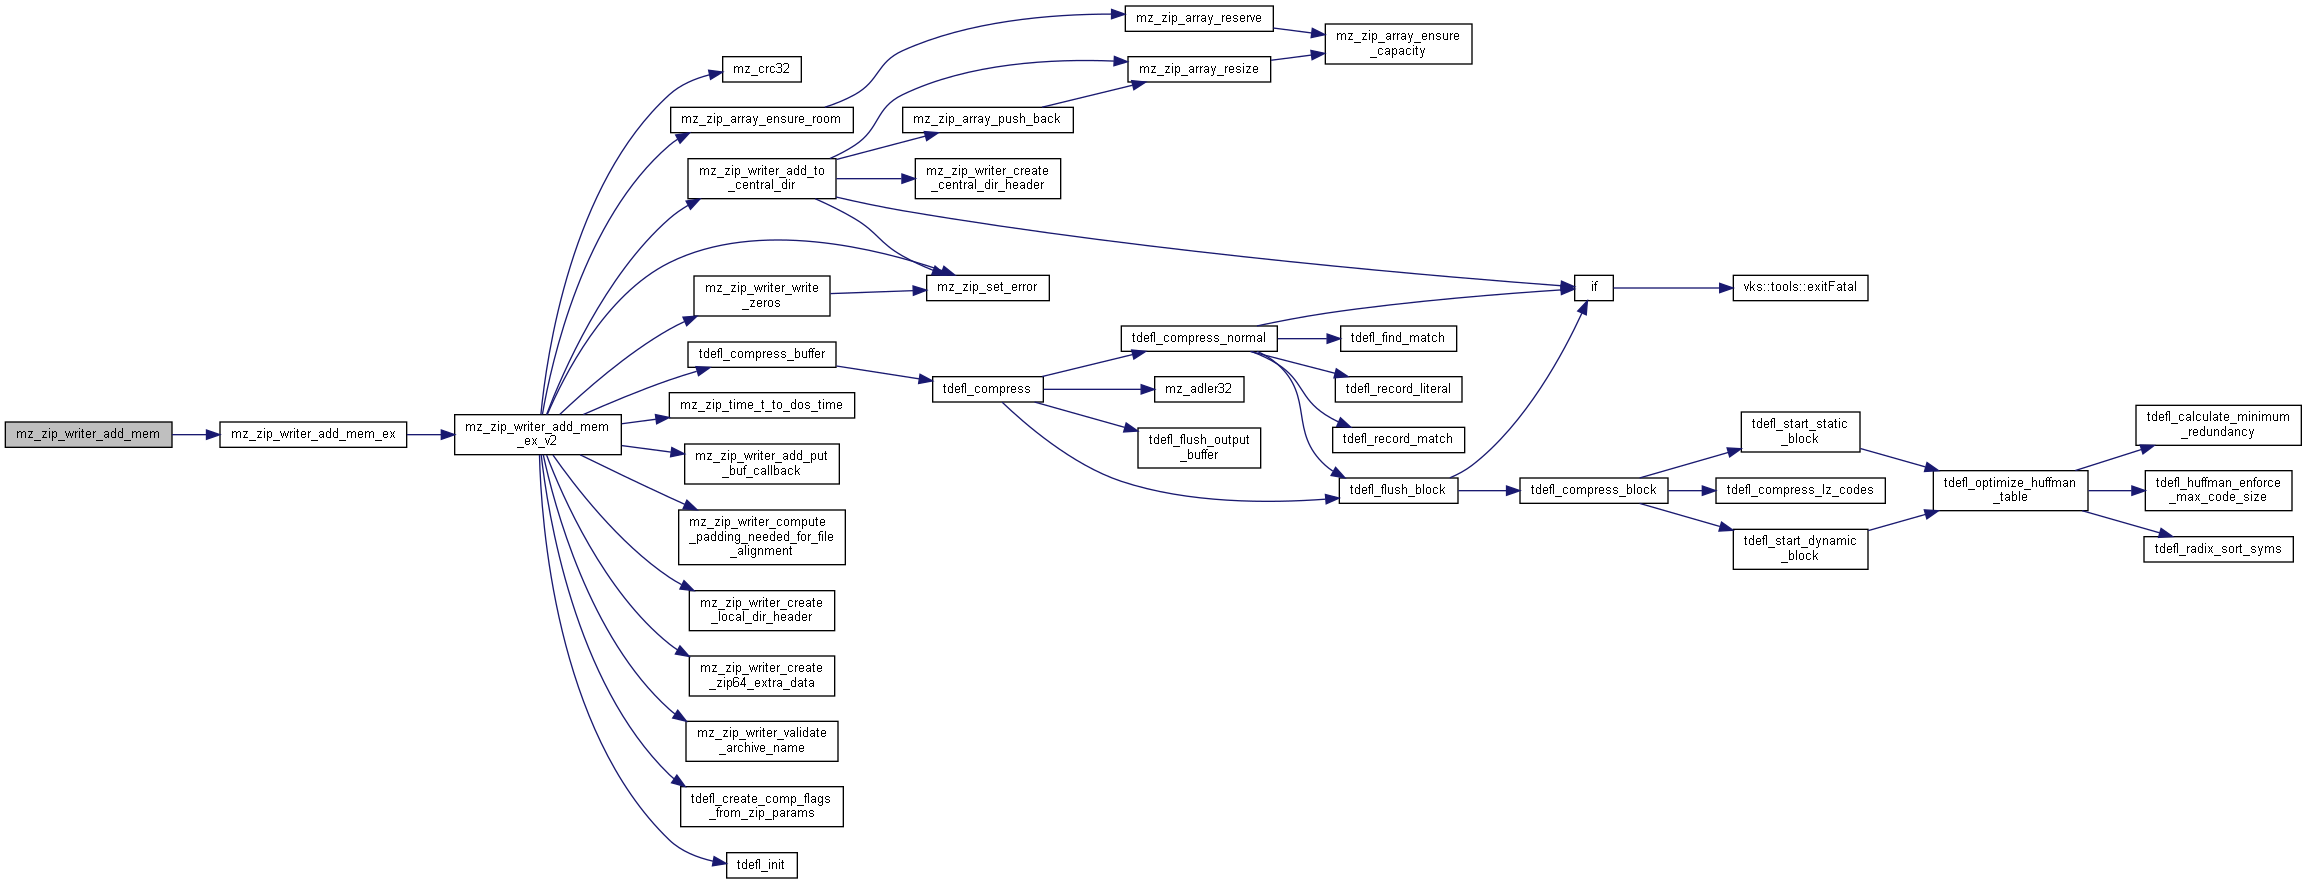 mz_zip_writer_add_mem
mz_zip_writer_add_mem_ex
mz_zip_writer_add_mem
_ex_v2
mz_crc32
mz_zip_array_ensure_room
mz_zip_writer_add_to
_central_dir
mz_zip_writer_write
_zeros
tdefl_compress_buffer
mz_zip_time_t_to_dos_time
mz_zip_writer_add_put
_buf_callback
mz_zip_writer_compute
_padding_needed_for_file
_alignment
mz_zip_writer_create
_local_dir_header
mz_zip_writer_create
_zip64_extra_data
mz_zip_writer_validate
_archive_name
tdefl_create_comp_flags
_from_zip_params
tdefl_init
mz_zip_array_push_back
mz_zip_writer_create
_central_dir_header
mz_zip_set_error
tdefl_compress
mz_zip_array_reserve
mz_zip_array_resize
tdefl_compress_normal
mz_adler32
tdefl_flush_output
_buffer
mz_zip_array_ensure
_capacity
tdefl_find_match
tdefl_record_literal
tdefl_record_match
tdefl_flush_block
if
tdefl_compress_block
vks::tools::exitFatal
tdefl_start_static
_block
tdefl_compress_lz_codes
tdefl_start_dynamic
_block
tdefl_optimize_huffman
_table
tdefl_calculate_minimum
_redundancy
tdefl_huffman_enforce
_max_code_size
tdefl_radix_sort_syms